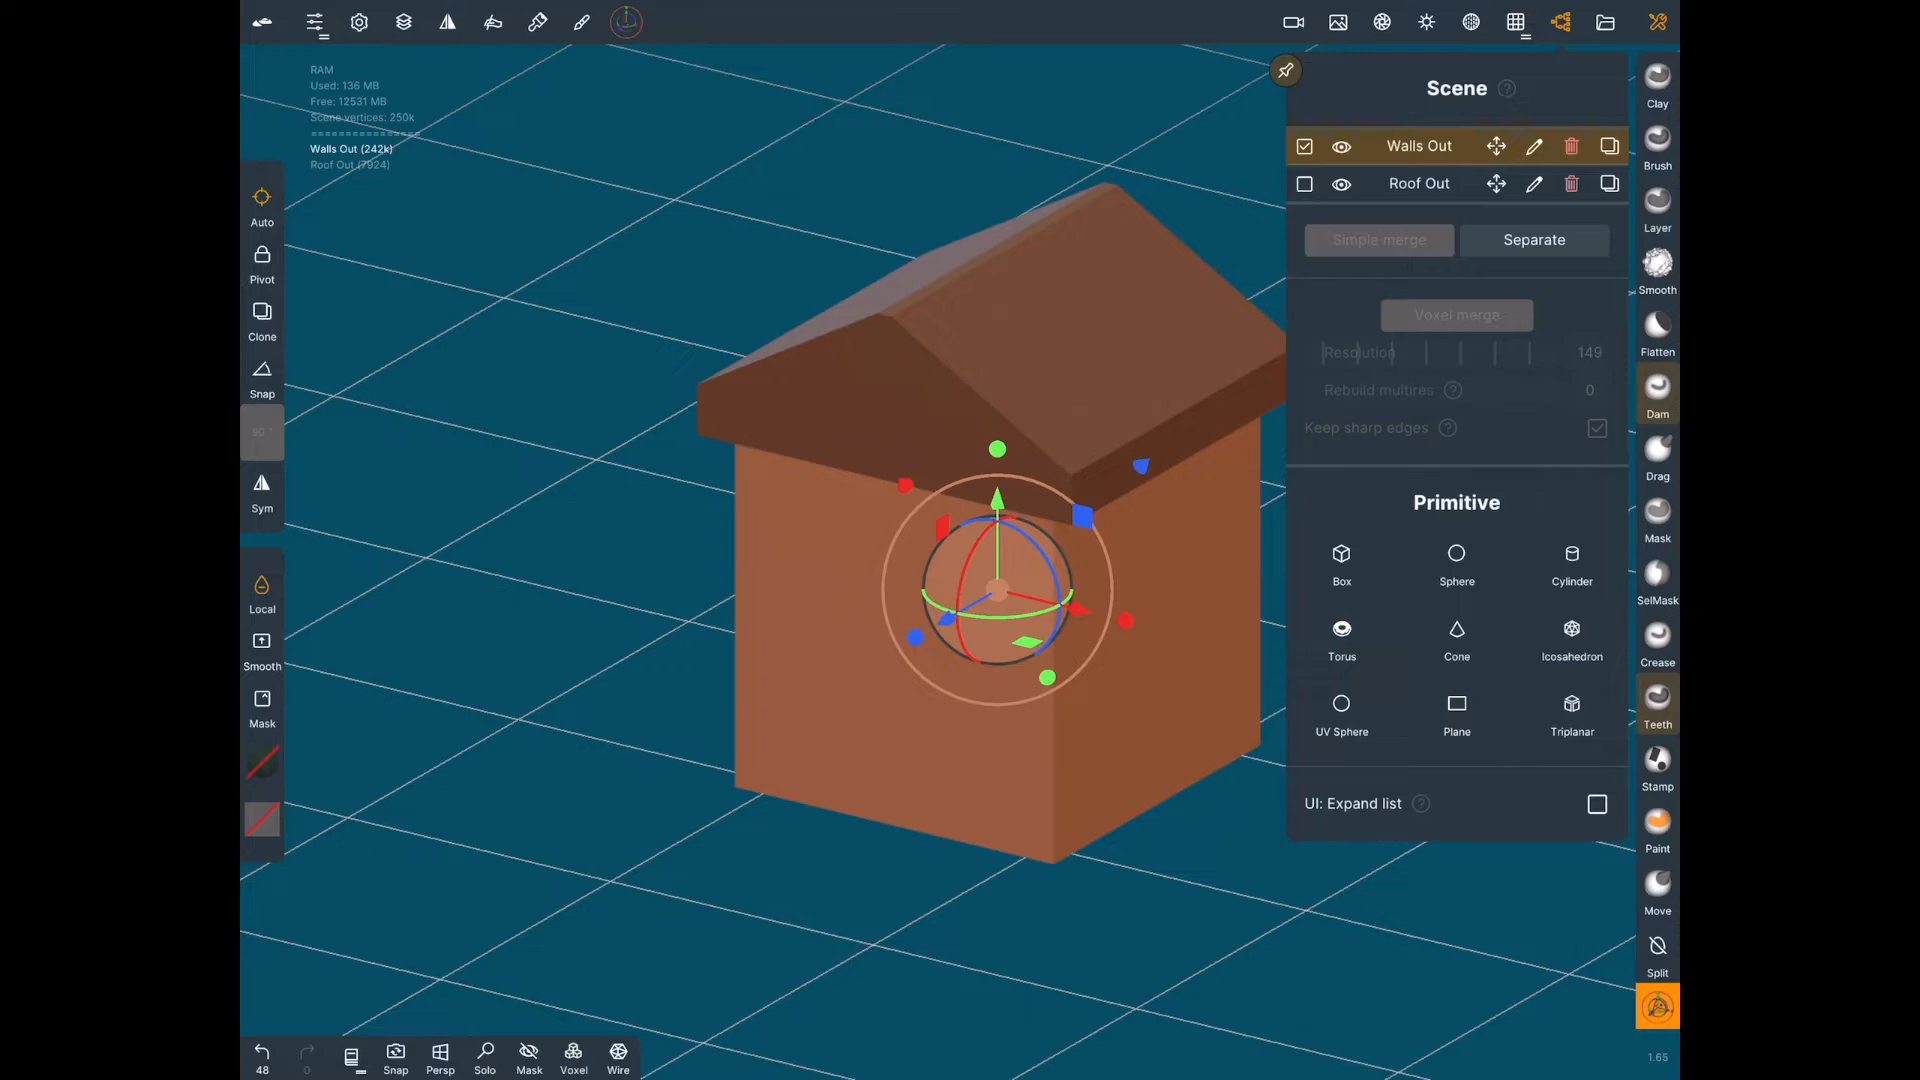 RAM
Used: 136 MB
Free: 12531 MB
Scene vertices: 250k
================
Walls Out (242k)
Roof Out (7924)
Auto
Pivot
Clone
Snap
90 °
Sym
Local
Smooth
Mask
48
0
Snap
Persp
Solo
Mask
Voxel
Wire
Scene ?
Walls Out
Roof Out
Simple merge
Separate
Voxel merge
Resolution 149
Rebuild multires ? 0
Keep sharp edges ?
Primitive
Box
Sphere
Cylinder
Torus
Cone
Icosahedron
UV Sphere
Plane
Triplanar
UI: Expand list ?
Clay
Brush
Layer
Smooth
Flatten
Dam
Drag
Mask
SelMask
Crease
Teeth
Stamp
Paint
Move
Split
1.65